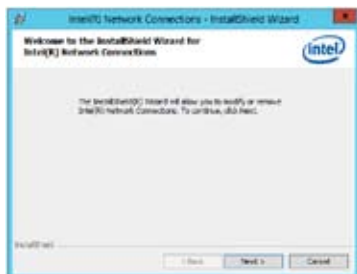 Intel(R) Network Connections - InstallShield Wizard
Welcome to the InstallShield Wizard for
Intel(R) Network Connections
intel
The InstallShield(R) Wizard will allow you to modify or remove
Intel(R) Network Connections. To continue, click Next.
InstallShield
< Back
Next >
Cancel